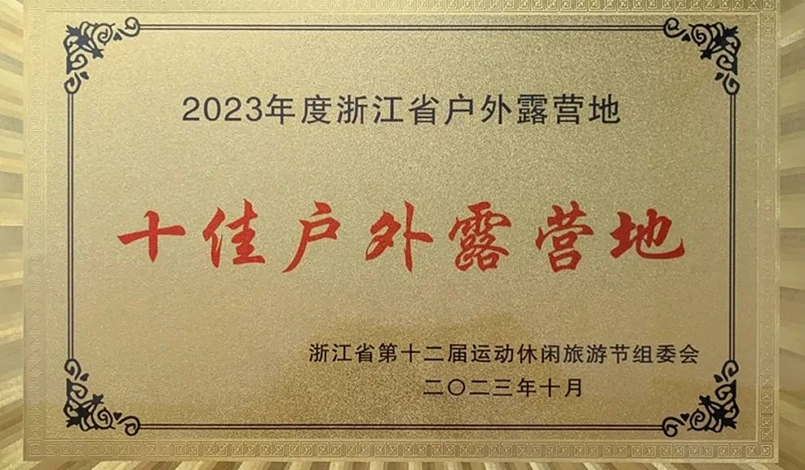 2023年度浙江省户外露营地
十佳户外露营地
浙江省第十二届运动休闲旅游节组委会
二〇二三年十月